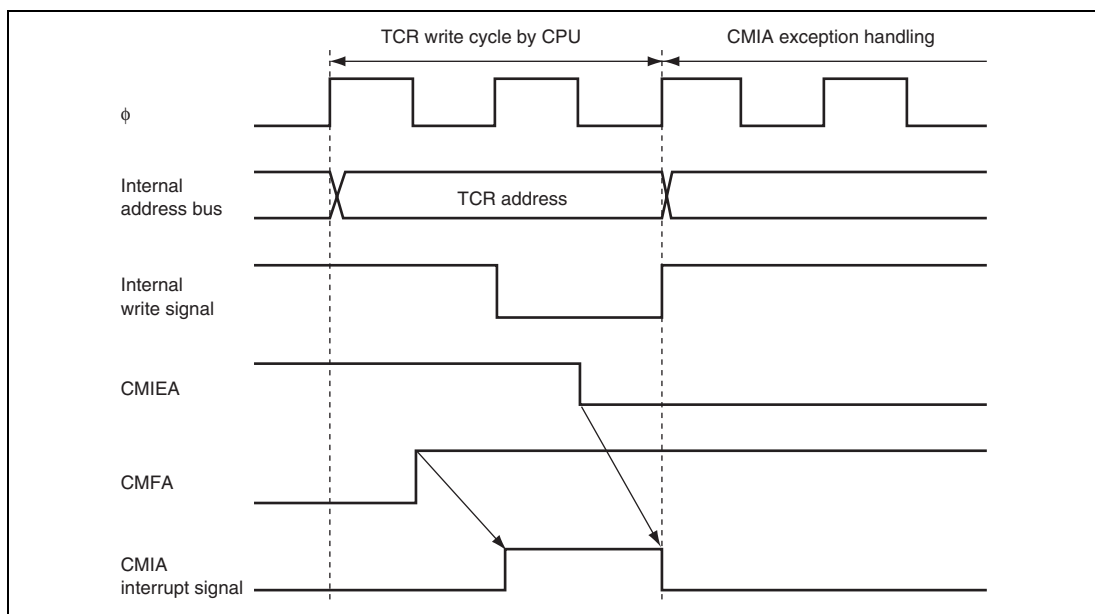 TCR write cycle by CPU
CMIA exception handling
ϕ
Internal
address bus
TCR address
Internal
write signal
CMIEA
CMFA
CMIA
interrupt signal